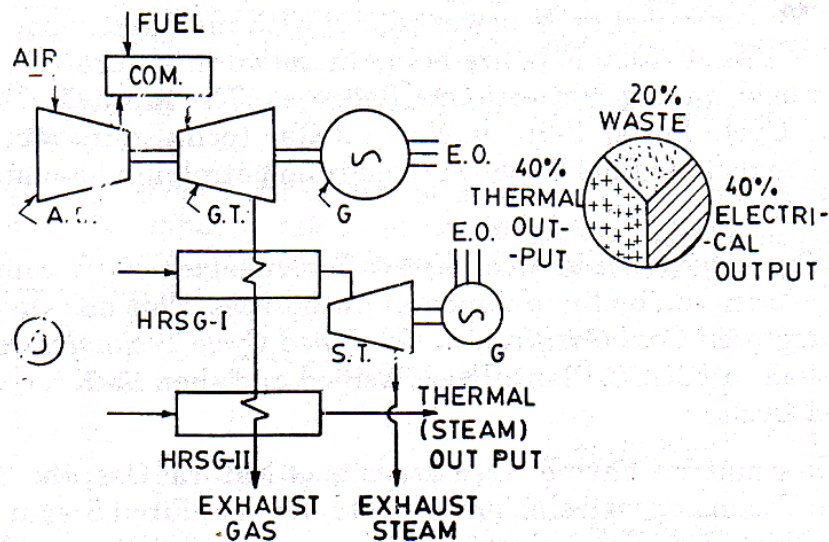 FUEL
AIR
COM.
G.T.
G
E.O.
20%
WASTE
40%
THERMAL
OUT-
-PUT
40%
ELECTRI-
-CAL
OUTPUT
HRSG-I
E.O.
S.T.
G
HRSG-II
THERMAL
(STEAM)
OUT PUT
EXHAUST
GAS
EXHAUST
STEAM